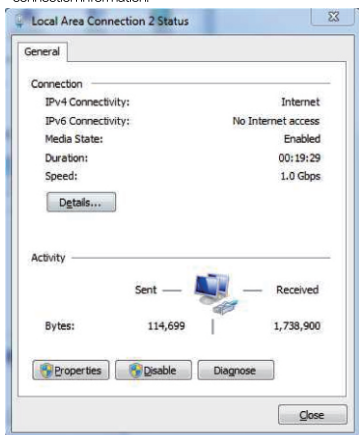 connection information.
Local Area Connection 2 Status
General
Connection
IPv4 Connectivity: Internet
IPv6 Connectivity: No Internet access
Media State: Enabled
Duration: 00:19:29
Speed: 1.0 Gbps
Details...
Activity
Sent Received
Bytes: 114,699 1,738,900
Properties Disable Diagnose
Close